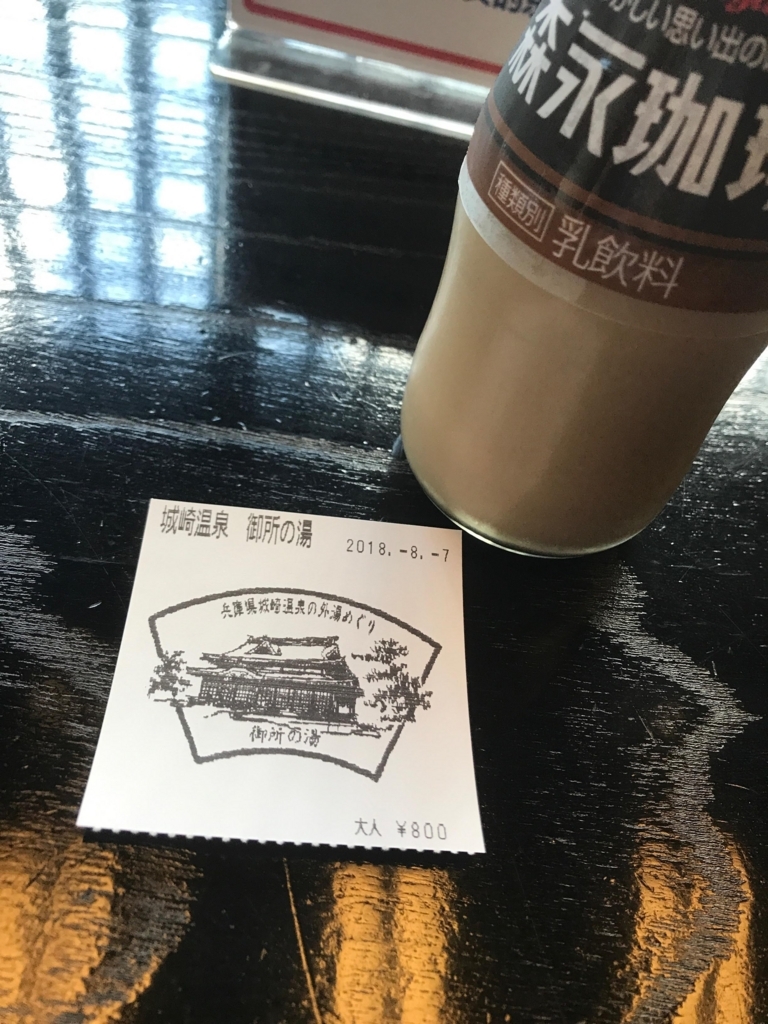 かしい思い出の
森永珈
種類別 乳飲料
城崎温泉 御所の湯 2018.-8.-7
兵庫県城崎温泉の外湯めぐり
御所の湯
大人 ¥800